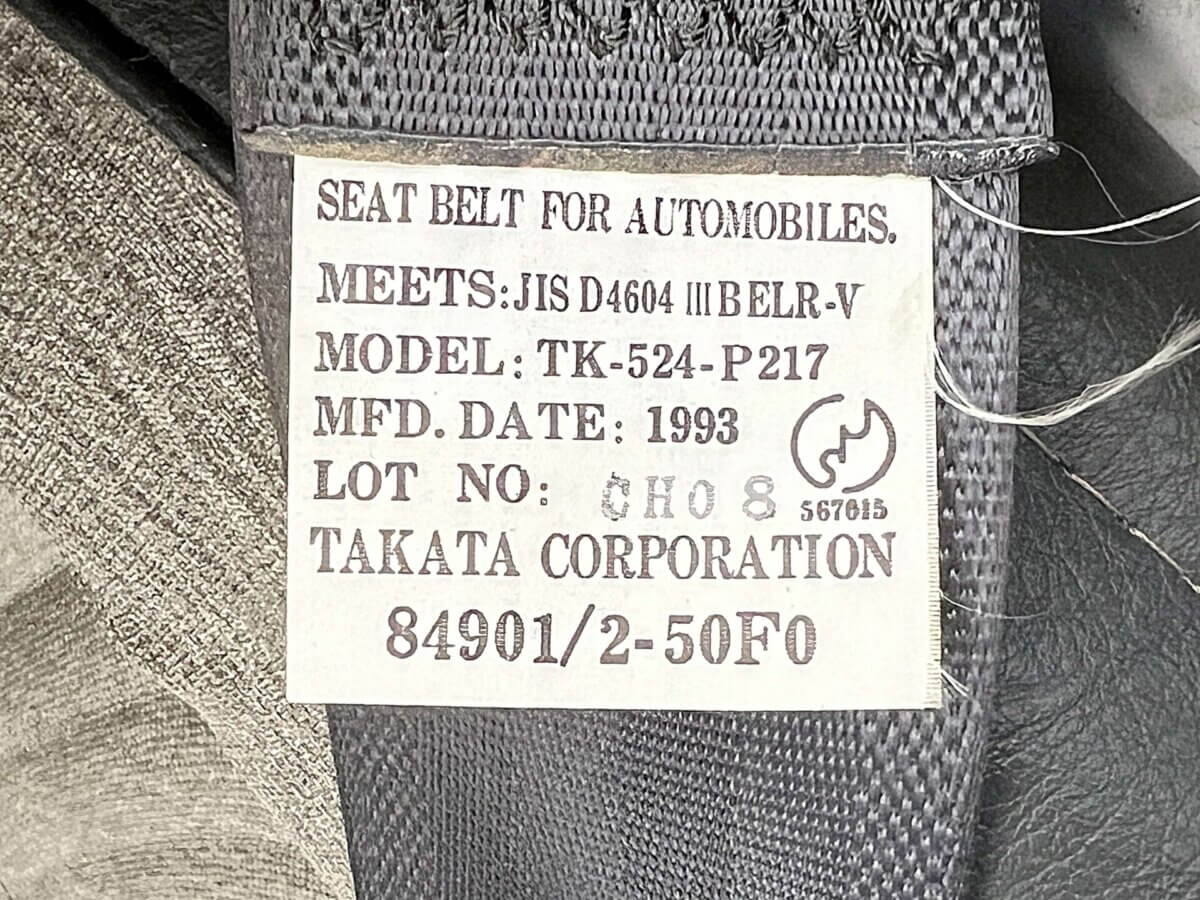 SEAT BELT FOR AUTOMOBILES.
MEETS:JIS D4604 III BELR-V
MODEL: TK-524-P217
MFD. DATE: 1993
LOT NO: CH08
567615
TAKATA CORPORATION
84901/2-50F0